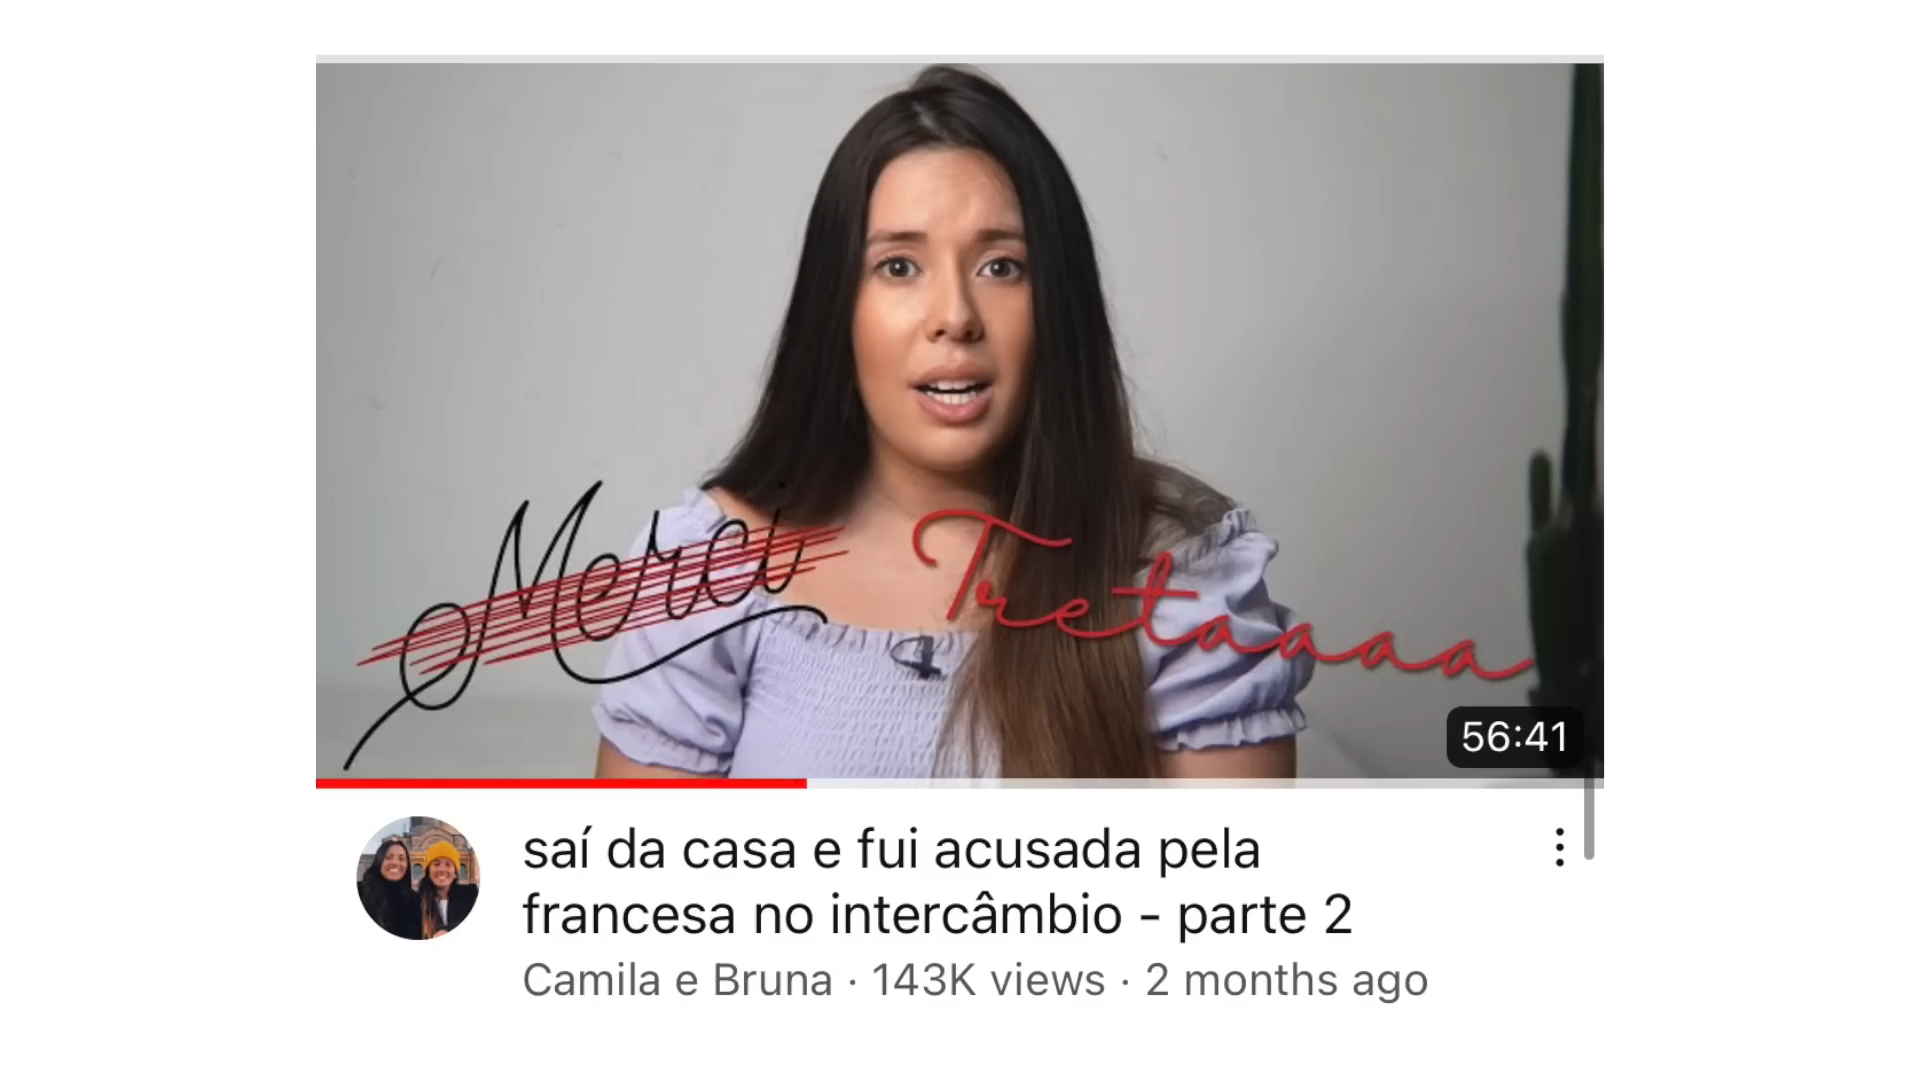 Merci
Tretaaaa
56:41
saí da casa e fui acusada pela
francesa no intercâmbio - parte 2
Camila e Bruna · 143K views · 2 months ago